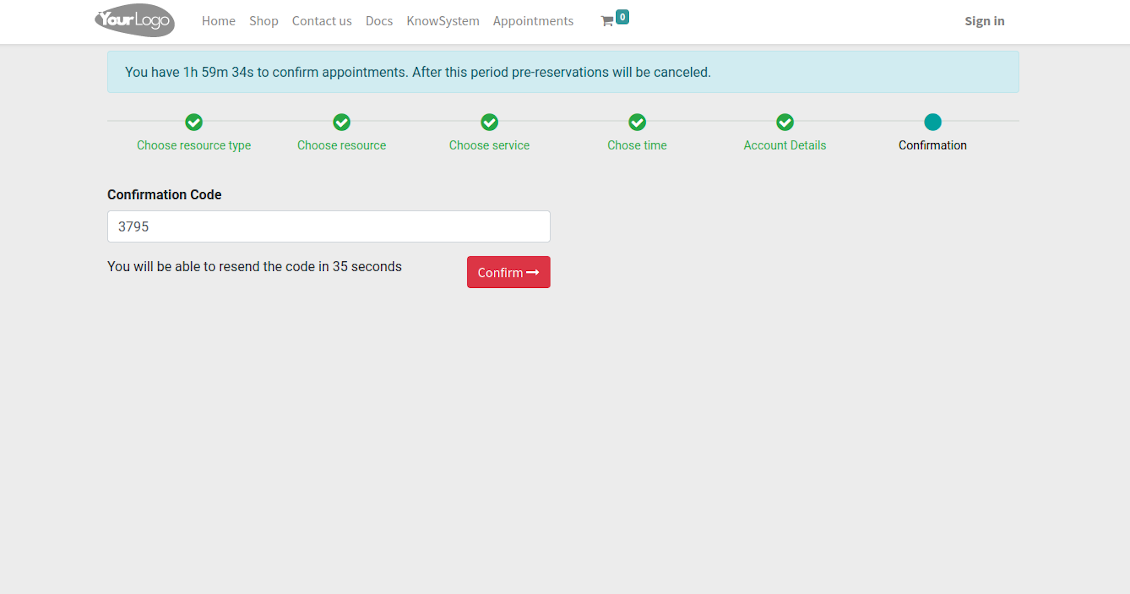 YourLogo
Home Shop Contact us Docs KnowSystem Appointments 0 Sign in
You have 1h 59m 34s to confirm appointments. After this period pre-reservations will be canceled.
Choose resource type Choose resource Choose service Chose time Account Details Confirmation
Confirmation Code
3795
You will be able to resend the code in 35 seconds
Confirm